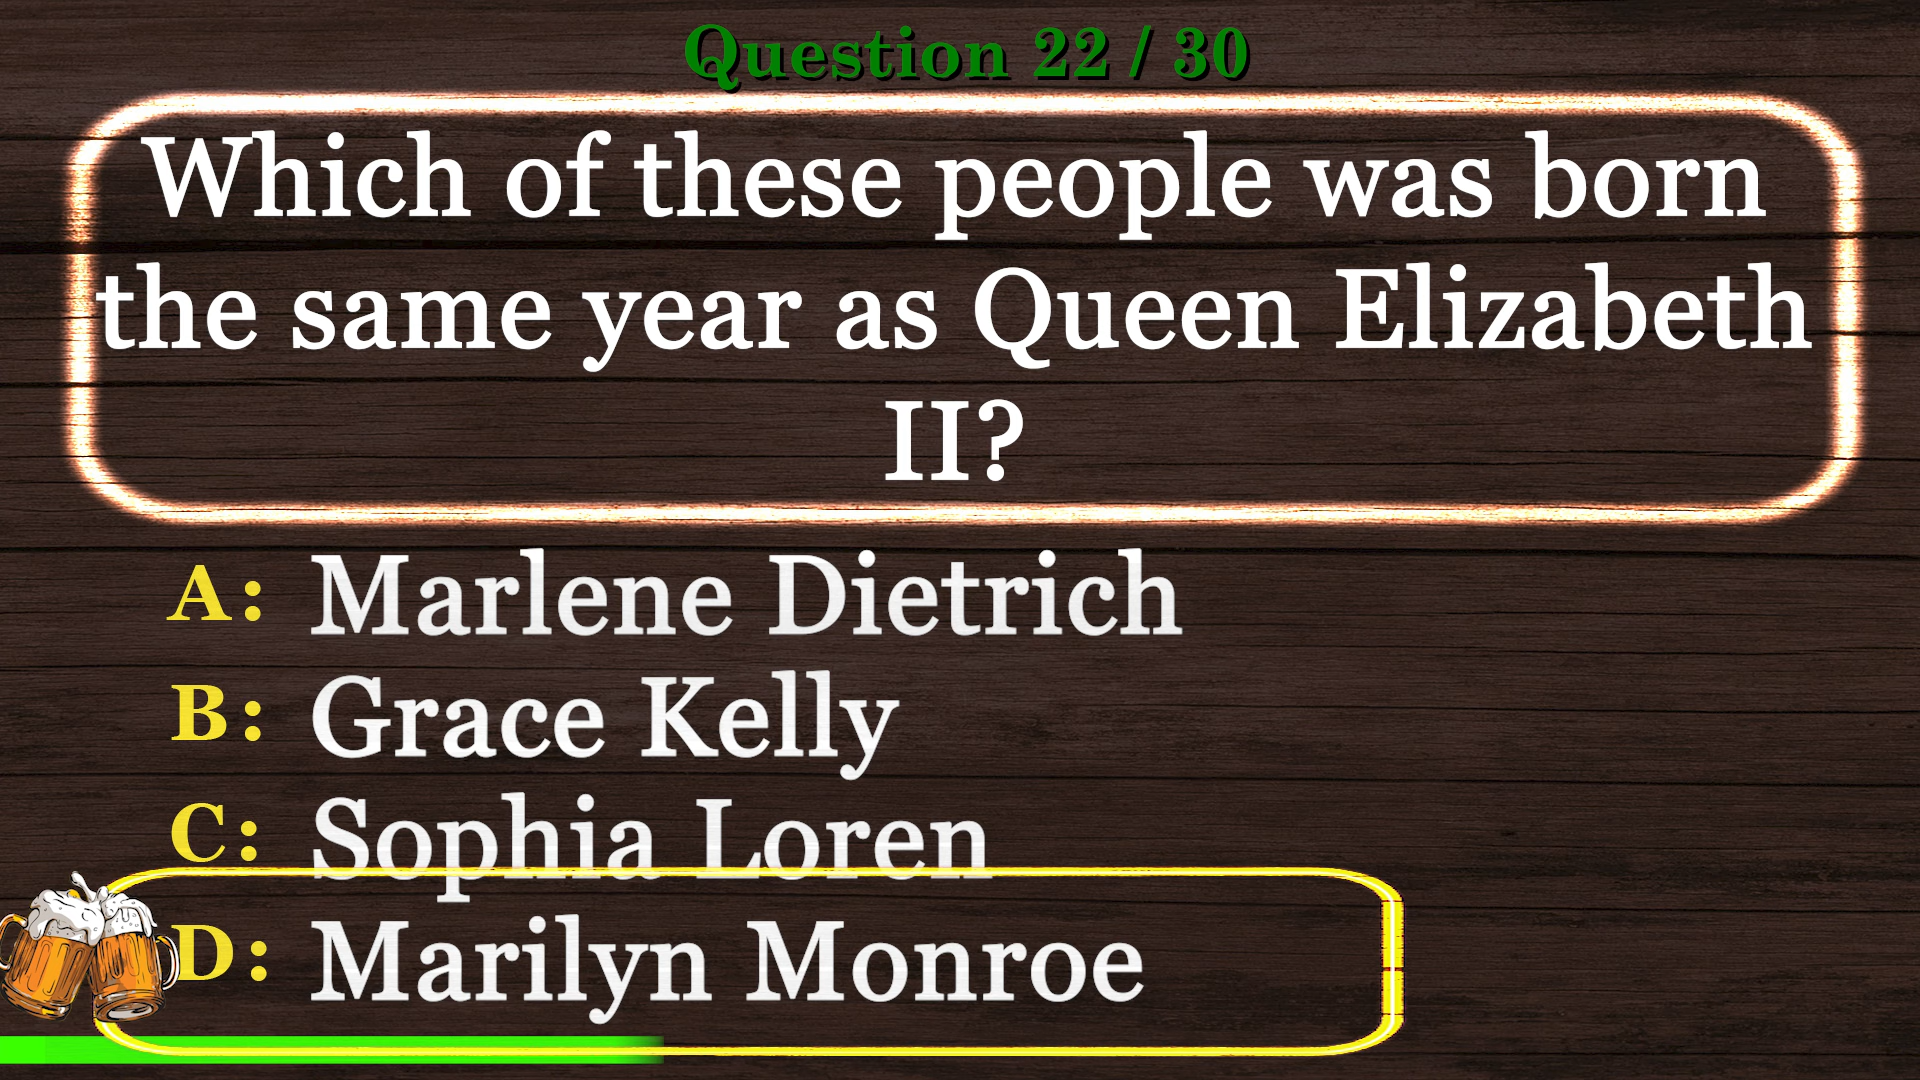 Question 22 / 30
Which of these people was born
the same year as Queen Elizabeth
II?
A: Marlene Dietrich
B: Grace Kelly
C: Sophia Loren
D: Marilyn Monroe